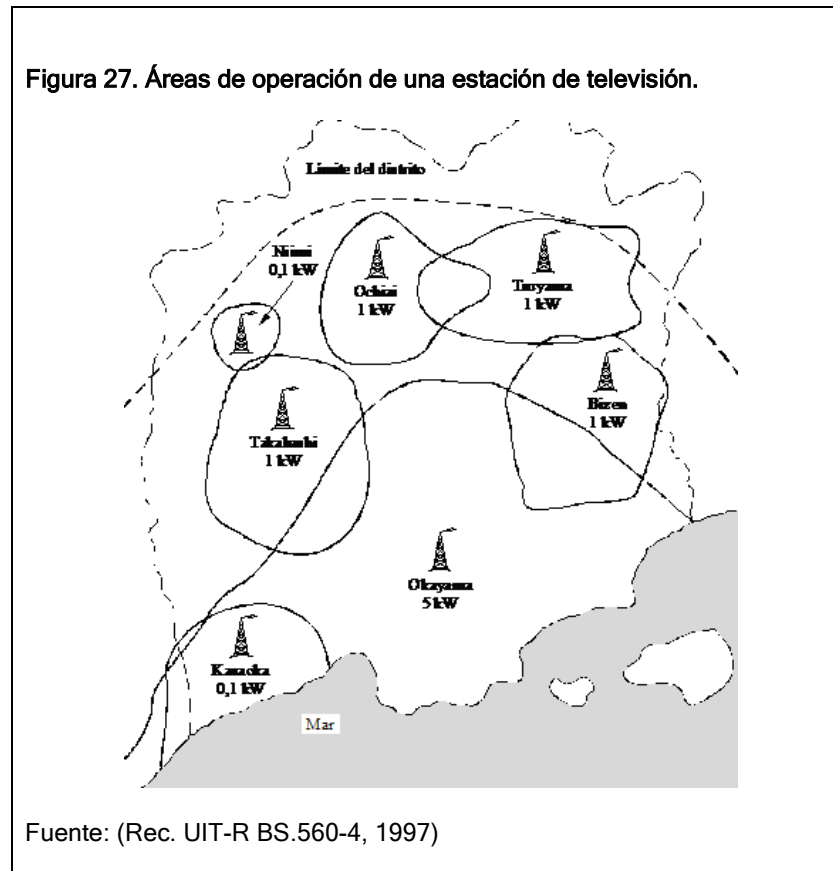 Figura 27. Áreas de operación de una estación de televisión.
Límite del distrito
Niimi
0,1 kW
Ochiai
1 kW
Tsuyama
1 kW
Bizen
1 kW
Takahashi
1 kW
Okayama
5 kW
0,1 kW
Mar
Fuente: (Rec. UIT-R BS.560-4, 1997)